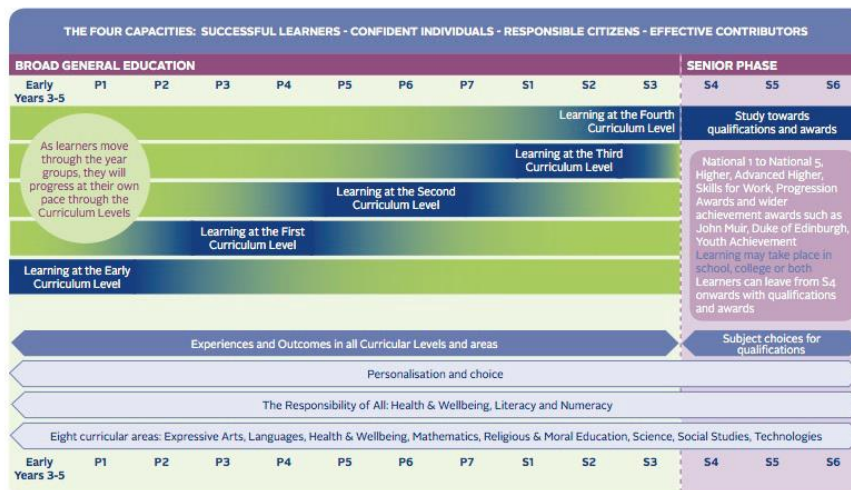 THE FOUR CAPACITIES: SUCCESSFUL LEARNERS - CONFIDENT INDIVIDUALS - RESPONSIBLE CITIZENS - EFFECTIVE CONTRIBUTORS
BROAD GENERAL EDUCATION
SENIOR PHASE
Early Years 3-5 P1 P2 P3 P4 P5 P6 P7 S1 S2 S3 S4 S5 S6
As learners move
through the year
groups, they will
progress at their own
pace through the
Curriculum Levels
Learning at the Fourth
Curriculum Level
Learning at the Third
Curriculum Level
Learning at the Second
Curriculum Level
Learning at the First
Curriculum Level
Learning at the Early
Curriculum Level
Study towards
qualifications and awards
National 1 to National 5,
Higher, Advanced Higher,
Skills for Work, Progression
Awards and wider
achievement awards such as
John Muir, Duke of Edinburgh,
Youth Achievement
Learning may take place in
school, college or both
Learners can leave from S4
onwards with qualifications
and awards
Experiences and Outcomes in all Curricular Levels and areas
Subject choices for
qualifications
Personalisation and choice
The Responsibility of All: Health & Wellbeing, Literacy and Numeracy
Eight curricular areas: Expressive Arts, Languages, Health & Wellbeing, Mathematics, Religious & Moral Education, Science, Social Studies, Technologies
Early Years 3-5 P1 P2 P3 P4 P5 P6 P7 S1 S2 S3 S4 S5 S6